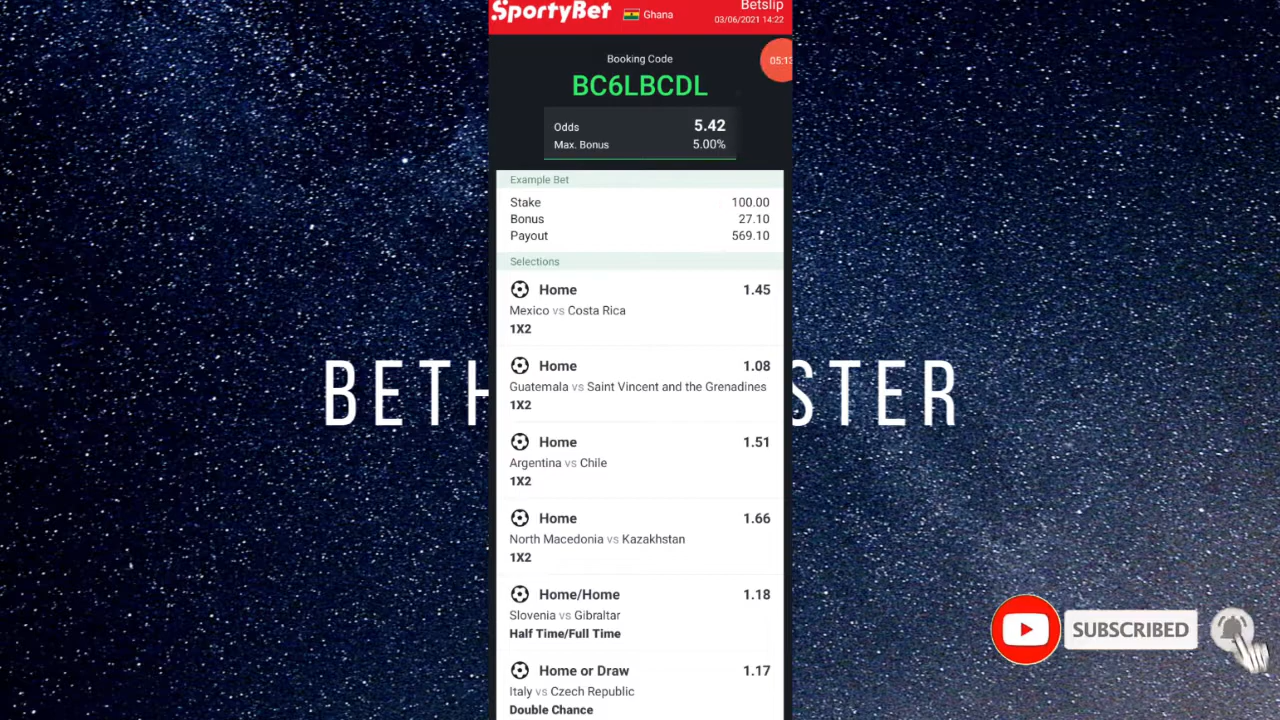 SportyBet Ghana Betslip
03/06/2021 14:22
Booking Code
05:13
BC6LBCDL
Odds 5.42
Max. Bonus 5.00%
Example Bet
Stake 100.00
Bonus 27.10
Payout 569.10
Selections
Home 1.45
Mexico vs Costa Rica
1X2
Home 1.08
Guatemala vs Saint Vincent and the Grenadines
1X2
BETH STER
Home 1.51
Argentina vs Chile
1X2
Home 1.66
North Macedonia vs Kazakhstan
1X2
Home/Home 1.18
Slovenia vs Gibraltar
Half Time/Full Time
SUBSCRIBED
Home or Draw 1.17
Italy vs Czech Republic
Double Chance